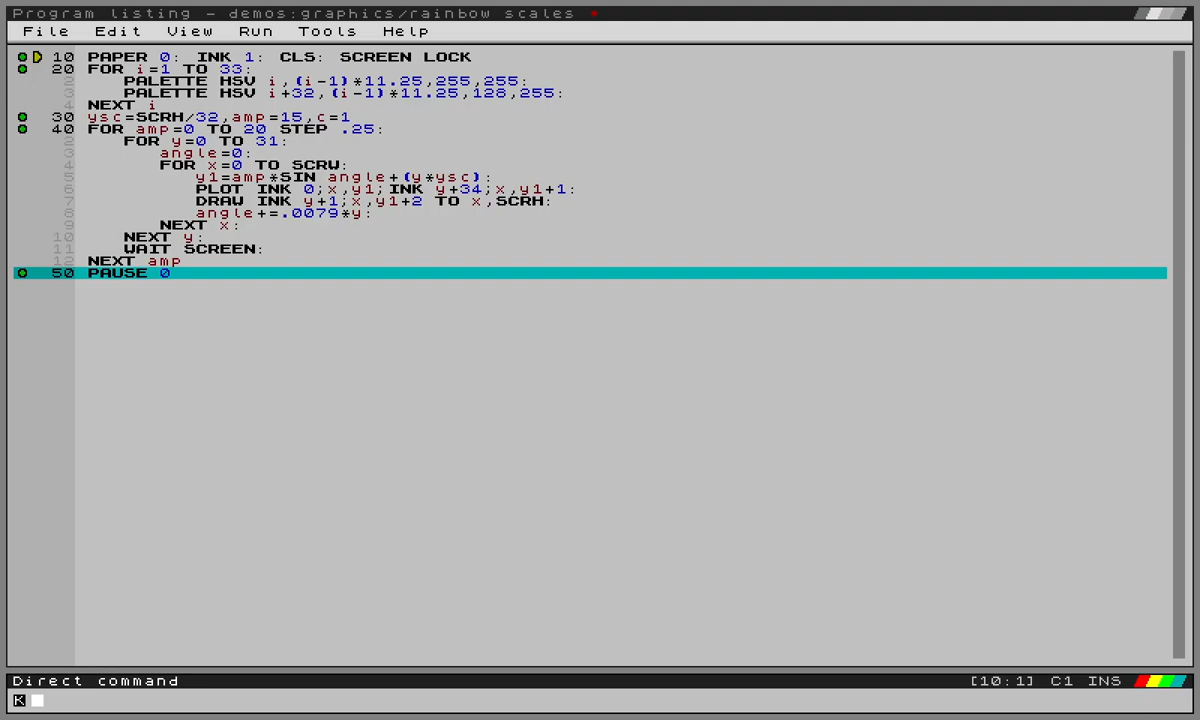 Program listing - demos:graphics/rainbow scales
File Edit View Run Tools Help
10 PAPER 0: INK 1: CLS: SCREEN LOCK
20 FOR i=1 TO 33:
2 PALETTE HSV i,(i-1)*11.25,255,255:
3 PALETTE HSV i+32,(i-1)*11.25,128,255:
4 NEXT i
30 ysc=SCRH/32,amp=15,c=1
40 FOR amp=0 TO 20 STEP .25:
2 FOR y=0 TO 31:
3 angle=0:
4 FOR x=0 TO SCRW:
5 y1=amp*SIN angle+(y*ysc):
6 PLOT INK 0;x,y1;INK y+34;x,y1+1:
7 DRAW INK y+1;x,y1+2 TO x,SCRH:
8 angle+=.0079*y:
9 NEXT x:
10 NEXT y:
11 WAIT SCREEN:
12 NEXT amp
50 PAUSE 0
Direct command [10:1] C1 INS
K